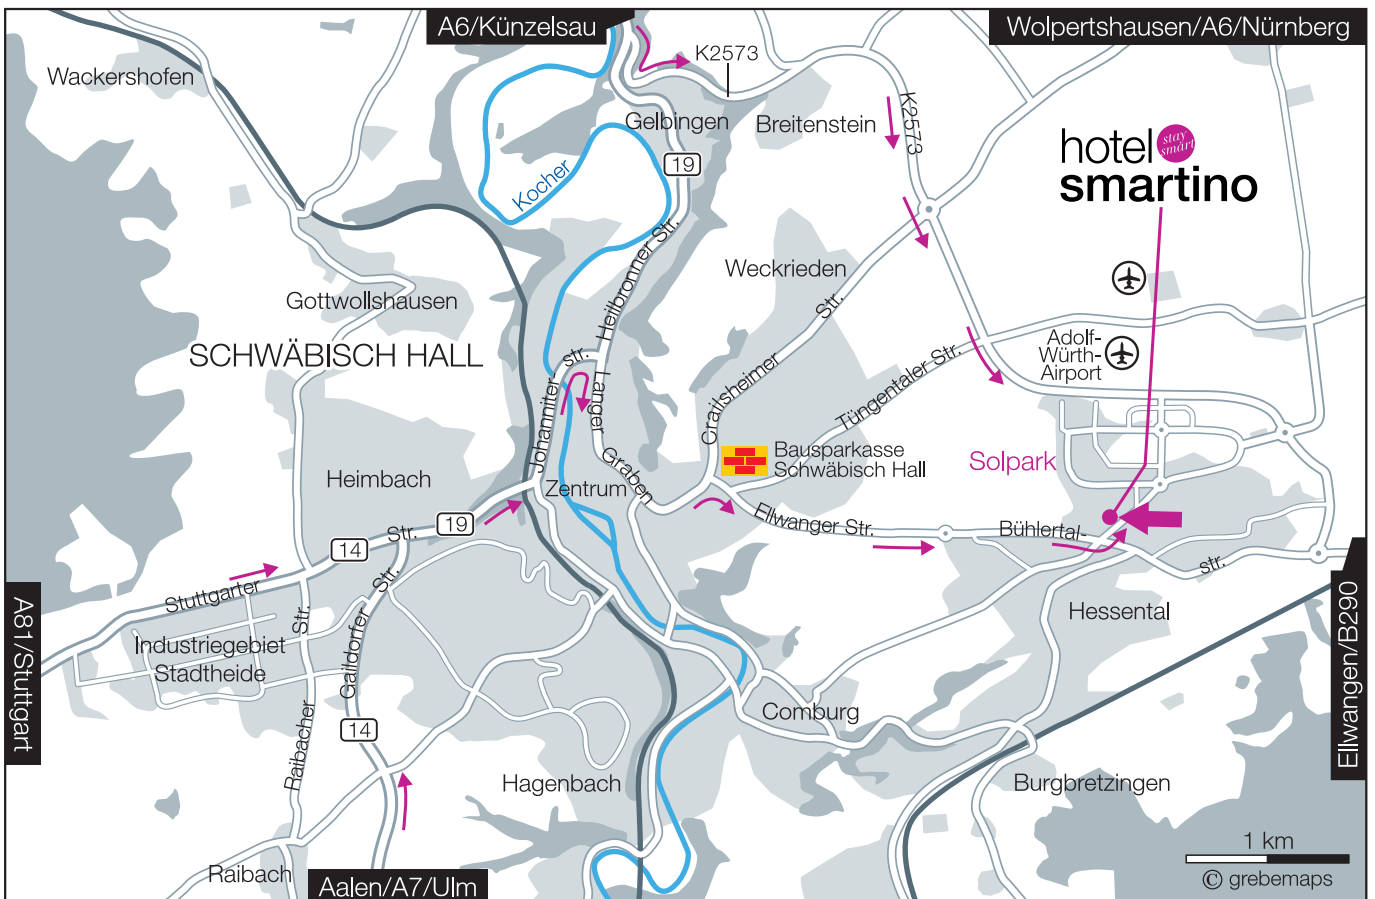 A6/Künzelsau
Wolpertshausen/A6/Nürnberg
Wackershofen
K2573
Gelbingen
Breitenstein
K2573
hotel
stay
smart
smartino
19
Kocher
Heilbronner Str.
Weckrieden
Gottwollshausen
SCHWÄBISCH HALL
Johanniter-
str.
Langer
Graben
Crailsheimer
Str.
Tüngentaler Str.
Adolf-
Würth-
Airport
Bausparkasse
Schwäbisch Hall
Solpark
Heimbach
Zentrum
19
14
Stuttgarter
Str.
Ellwanger Str.
Bühlertal-
str.
Hessental
Industriegebiet
Stadtheide
Raibacher
Str.
Gaildorfer
Str.
14
A81/Stuttgart
Ellwangen/B290
Comburg
Hagenbach
Burgbretzingen
Raibach
Aalen/A7/Ulm
1 km
© grebemaps